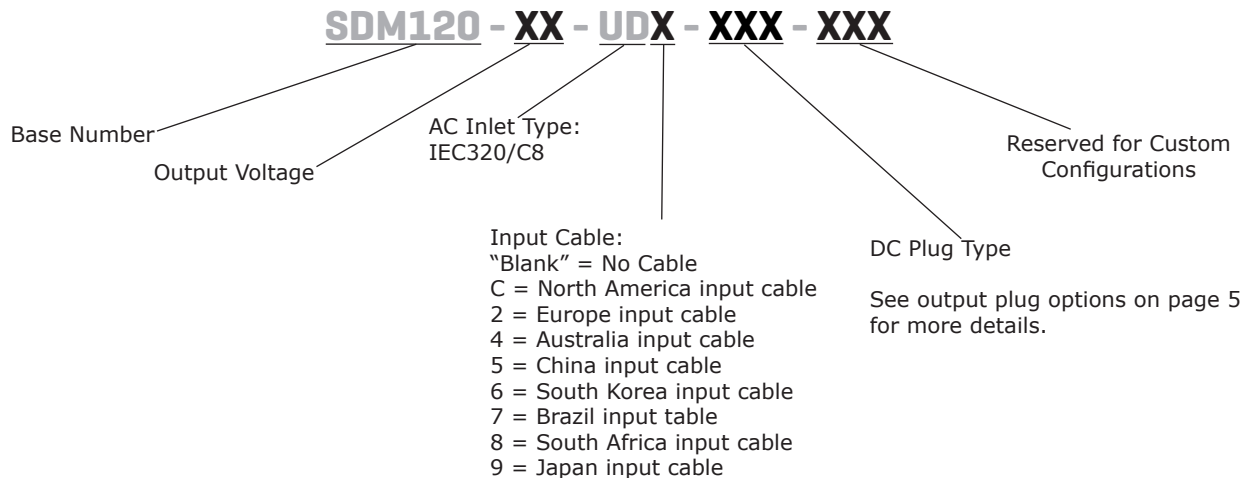 SDM120 - XX - UDX - XXX - XXX
Base Number
Output Voltage
AC Inlet Type:
IEC320/C8
Input Cable:
"Blank" = No Cable
C = North America input cable
2 = Europe input cable
4 = Australia input cable
5 = China input cable
6 = South Korea input cable
7 = Brazil input table
8 = South Africa input cable
9 = Japan input cable
DC Plug Type
See output plug options on page 5
for more details.
Reserved for Custom
Configurations